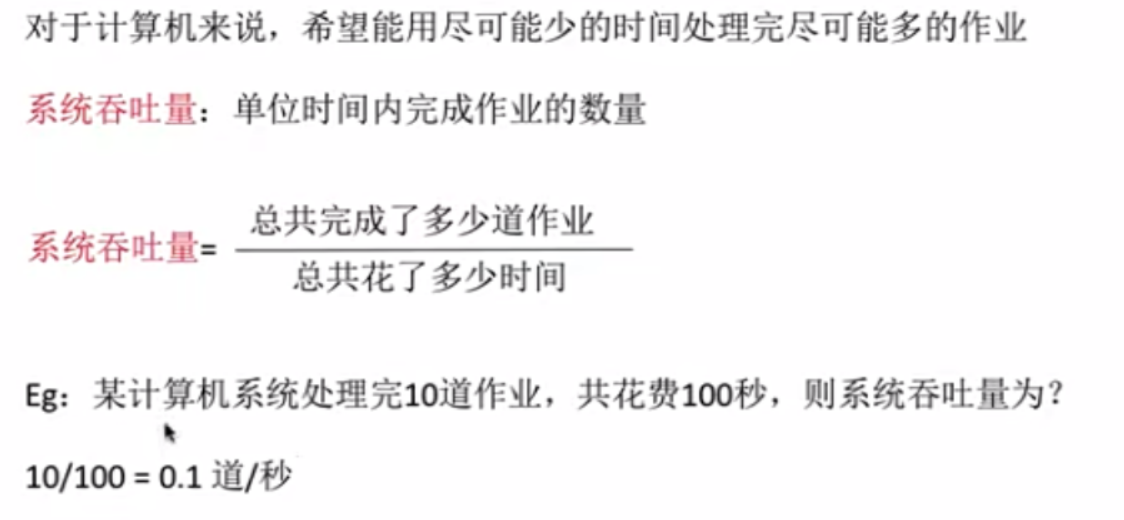 对于计算机来说，希望能用尽可能少的时间处理完尽可能多的作业
系统吞吐量：单位时间内完成作业的数量
总共完成了多少道作业
系统吞吐量=
总共花了多少时间
Eg：某计算机系统处理完10道作业，共花费100秒，则系统吞吐量为？
10/100 = 0.1 道/秒